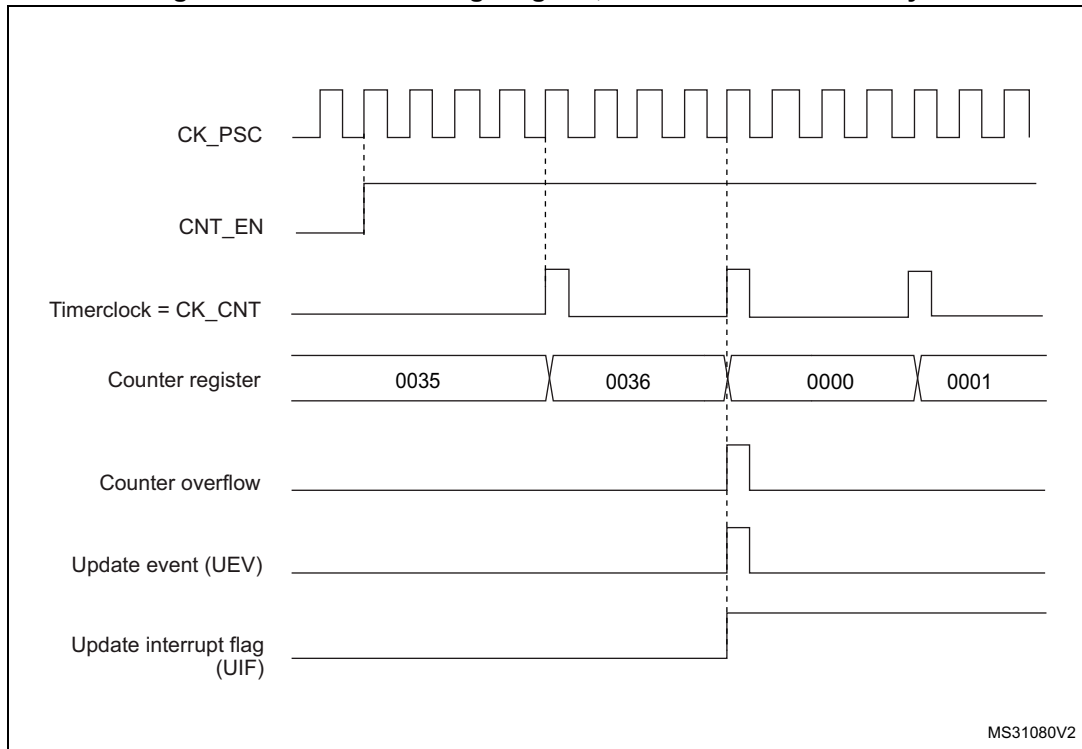 CK_PSC
CNT_EN
Timerclock = CK_CNT
Counter register
0035
0036
0000
0001
Counter overflow
Update event (UEV)
Update interrupt flag
(UIF)
MS31080V2